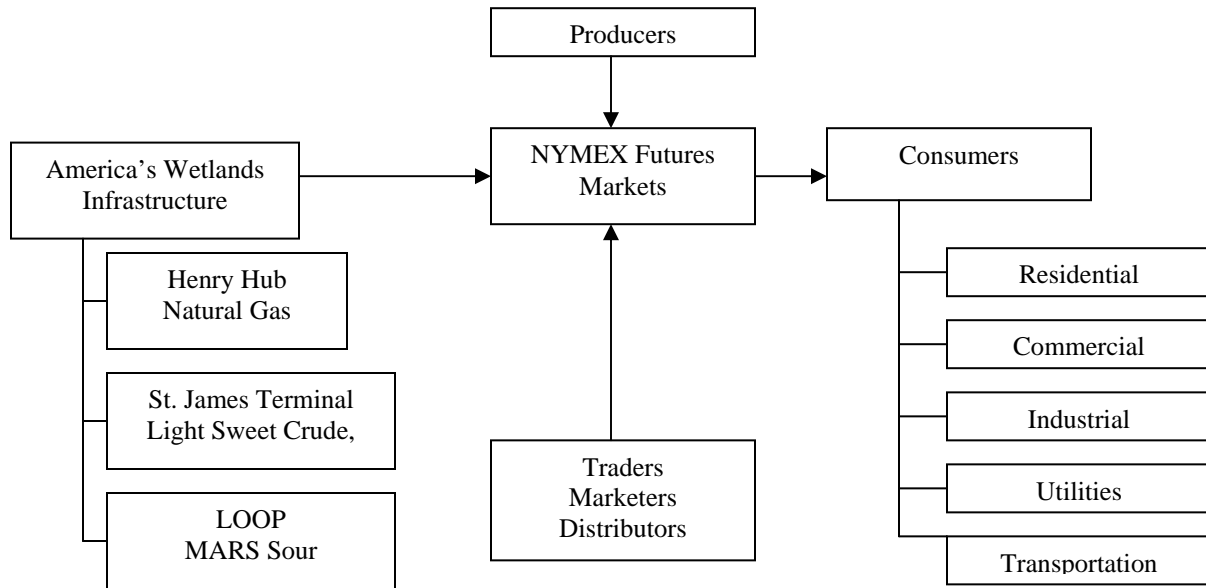 Producers
America’s Wetlands
Infrastructure
NYMEX Futures
Markets
Consumers
Henry Hub
Natural Gas
St. James Terminal
Light Sweet Crude,
LOOP
MARS Sour
Traders
Marketers
Distributors
Residential
Commercial
Industrial
Utilities
Transportation